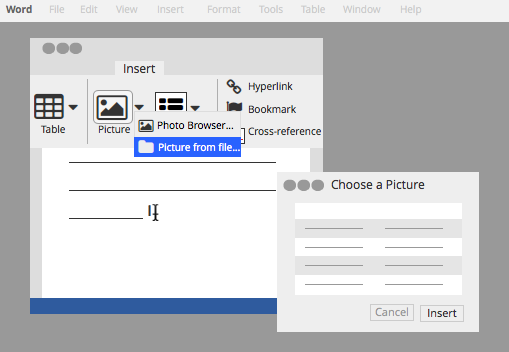 Word File Edit View Insert Format Tools Table Window Help
Insert
Table
Picture
Hyperlink
Bookmark
Cross-reference
Photo Browser...
Picture from file...
Choose a Picture
Cancel Insert